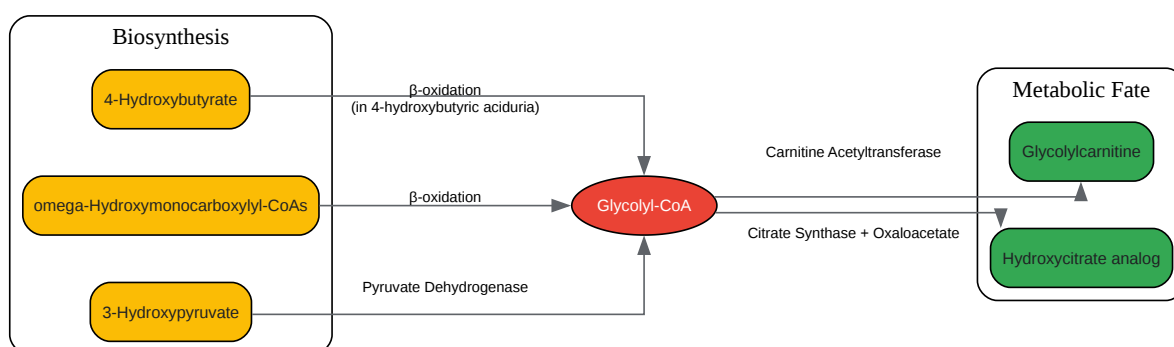 Biosynthesis
4-Hydroxybutyrate
β-oxidation
(in 4-hydroxybutyric aciduria)
omega-Hydroxymonocarboxylyl-CoAs
β-oxidation
3-Hydroxypyruvate
Pyruvate Dehydrogenase
Glycolyl-CoA
Carnitine Acetyltransferase
Citrate Synthase + Oxaloacetate
Metabolic Fate
Glycolylcarnitine
Hydroxycitrate analog